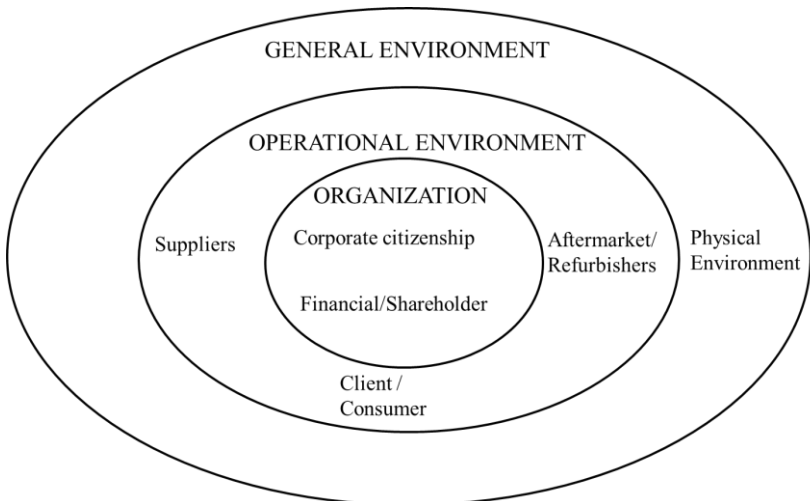 GENERAL ENVIRONMENT
OPERATIONAL ENVIRONMENT
ORGANIZATION
Suppliers
Corporate citizenship
Aftermarket/
Refurbishers
Physical
Environment
Financial/Shareholder
Client /
Consumer